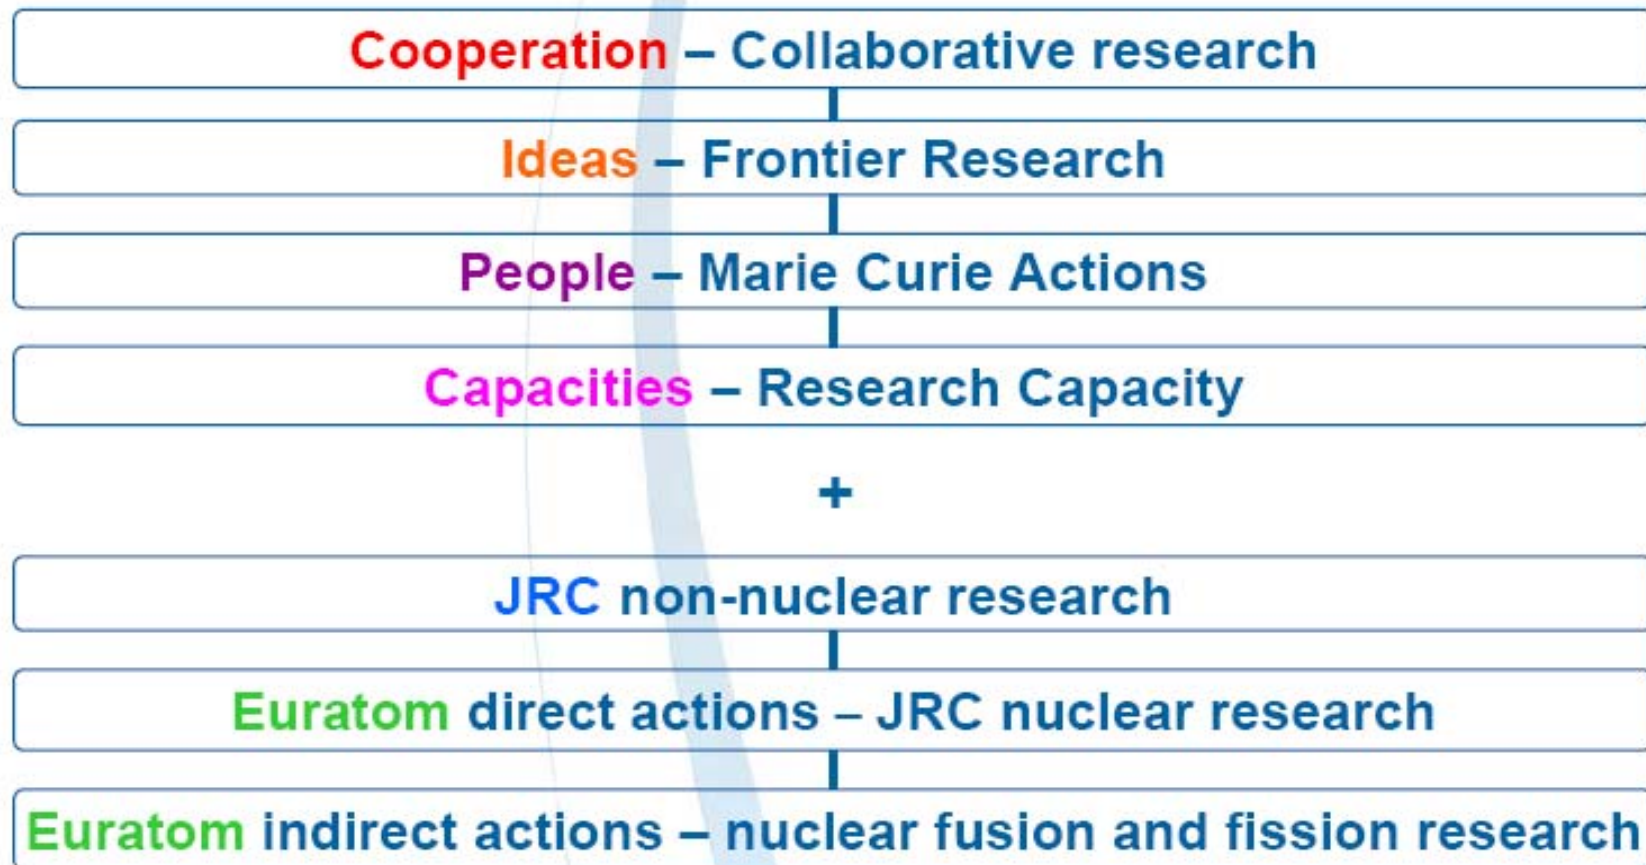 Cooperation – Collaborative research
Ideas – Frontier Research
People – Marie Curie Actions
Capacities – Research Capacity
+
JRC non-nuclear research
Euratom direct actions – JRC nuclear research
Euratom indirect actions – nuclear fusion and fission research